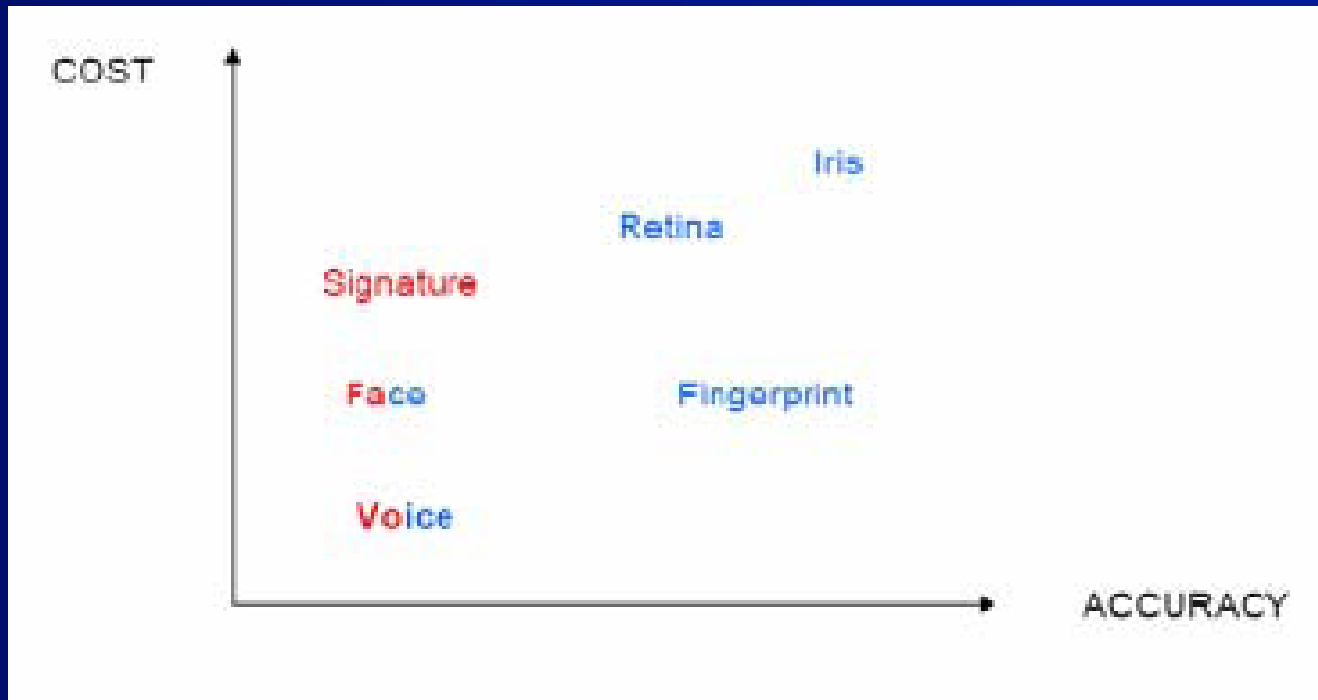 COST
Iris
Retina
Signature
Face
Fingerprint
Voice
ACCURACY